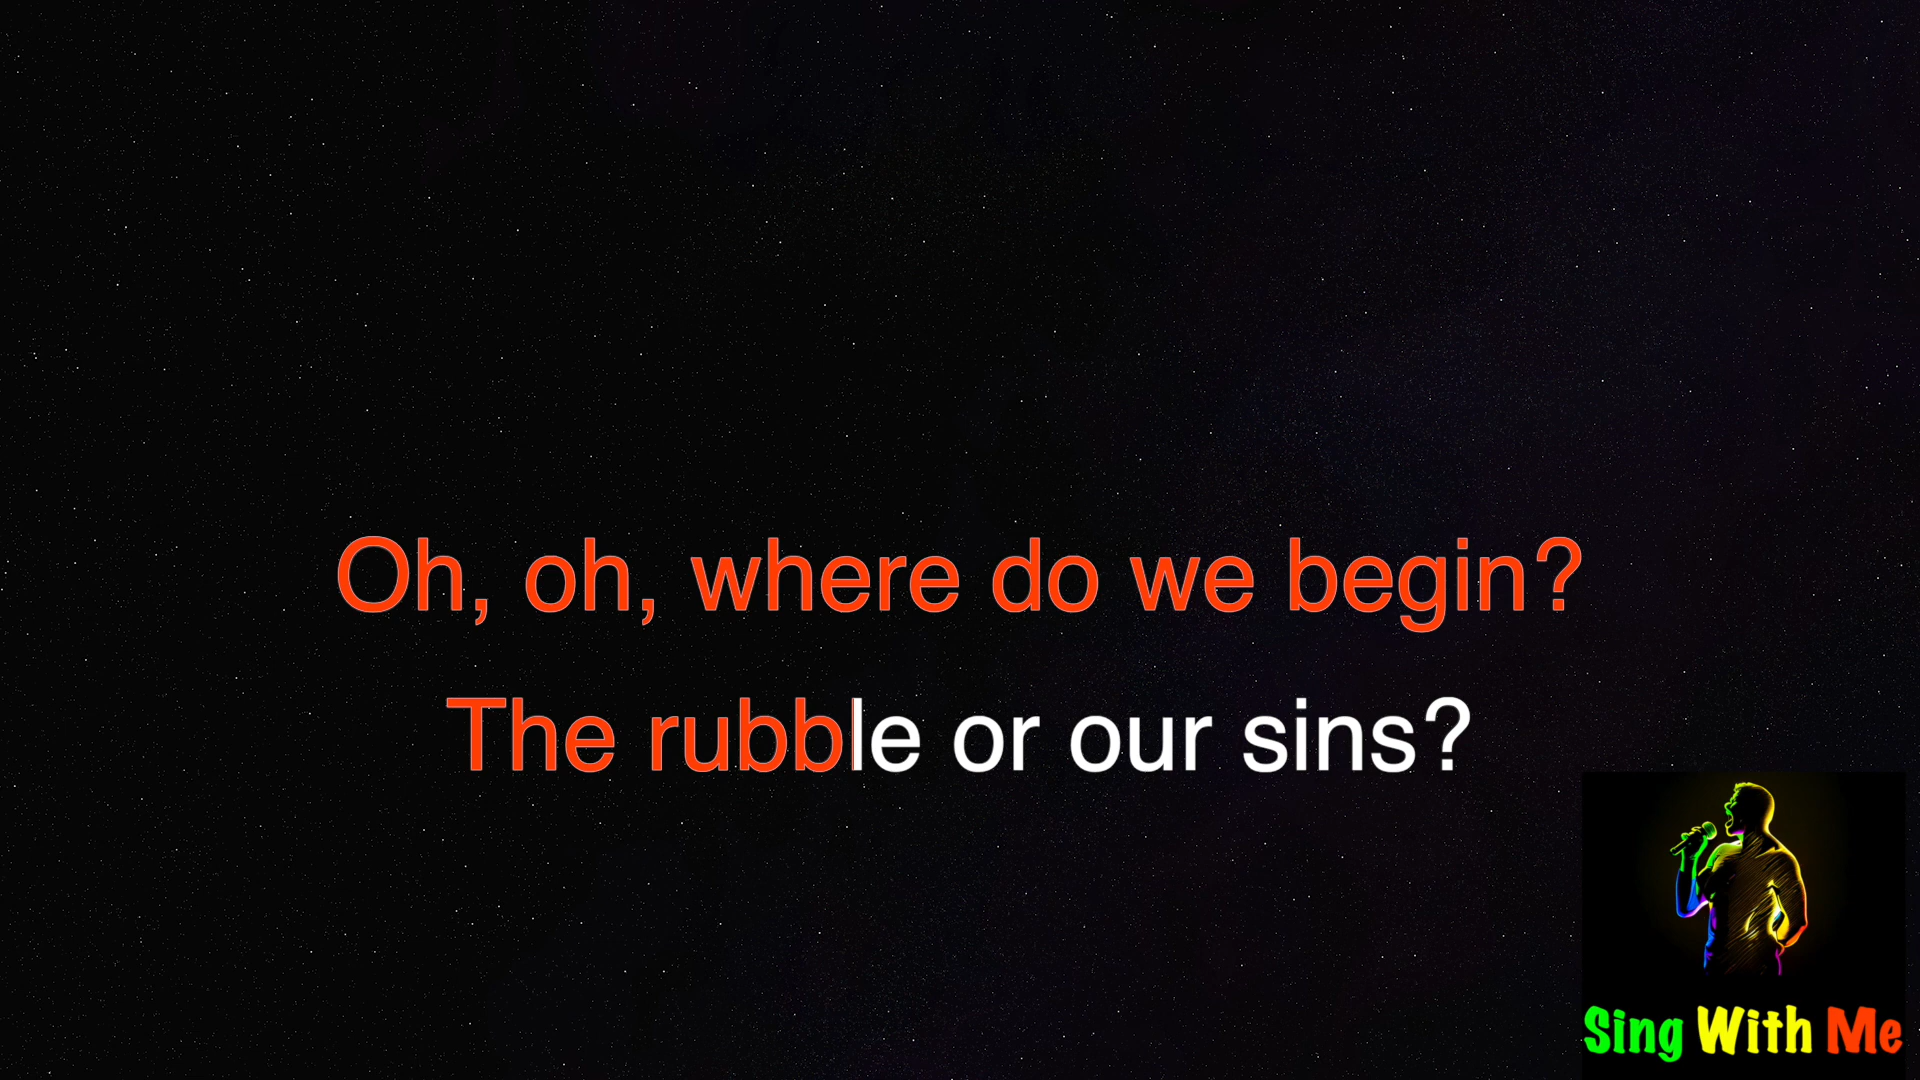 Oh, oh, where do we begin?
The rubble or our sins?
Sing With Me